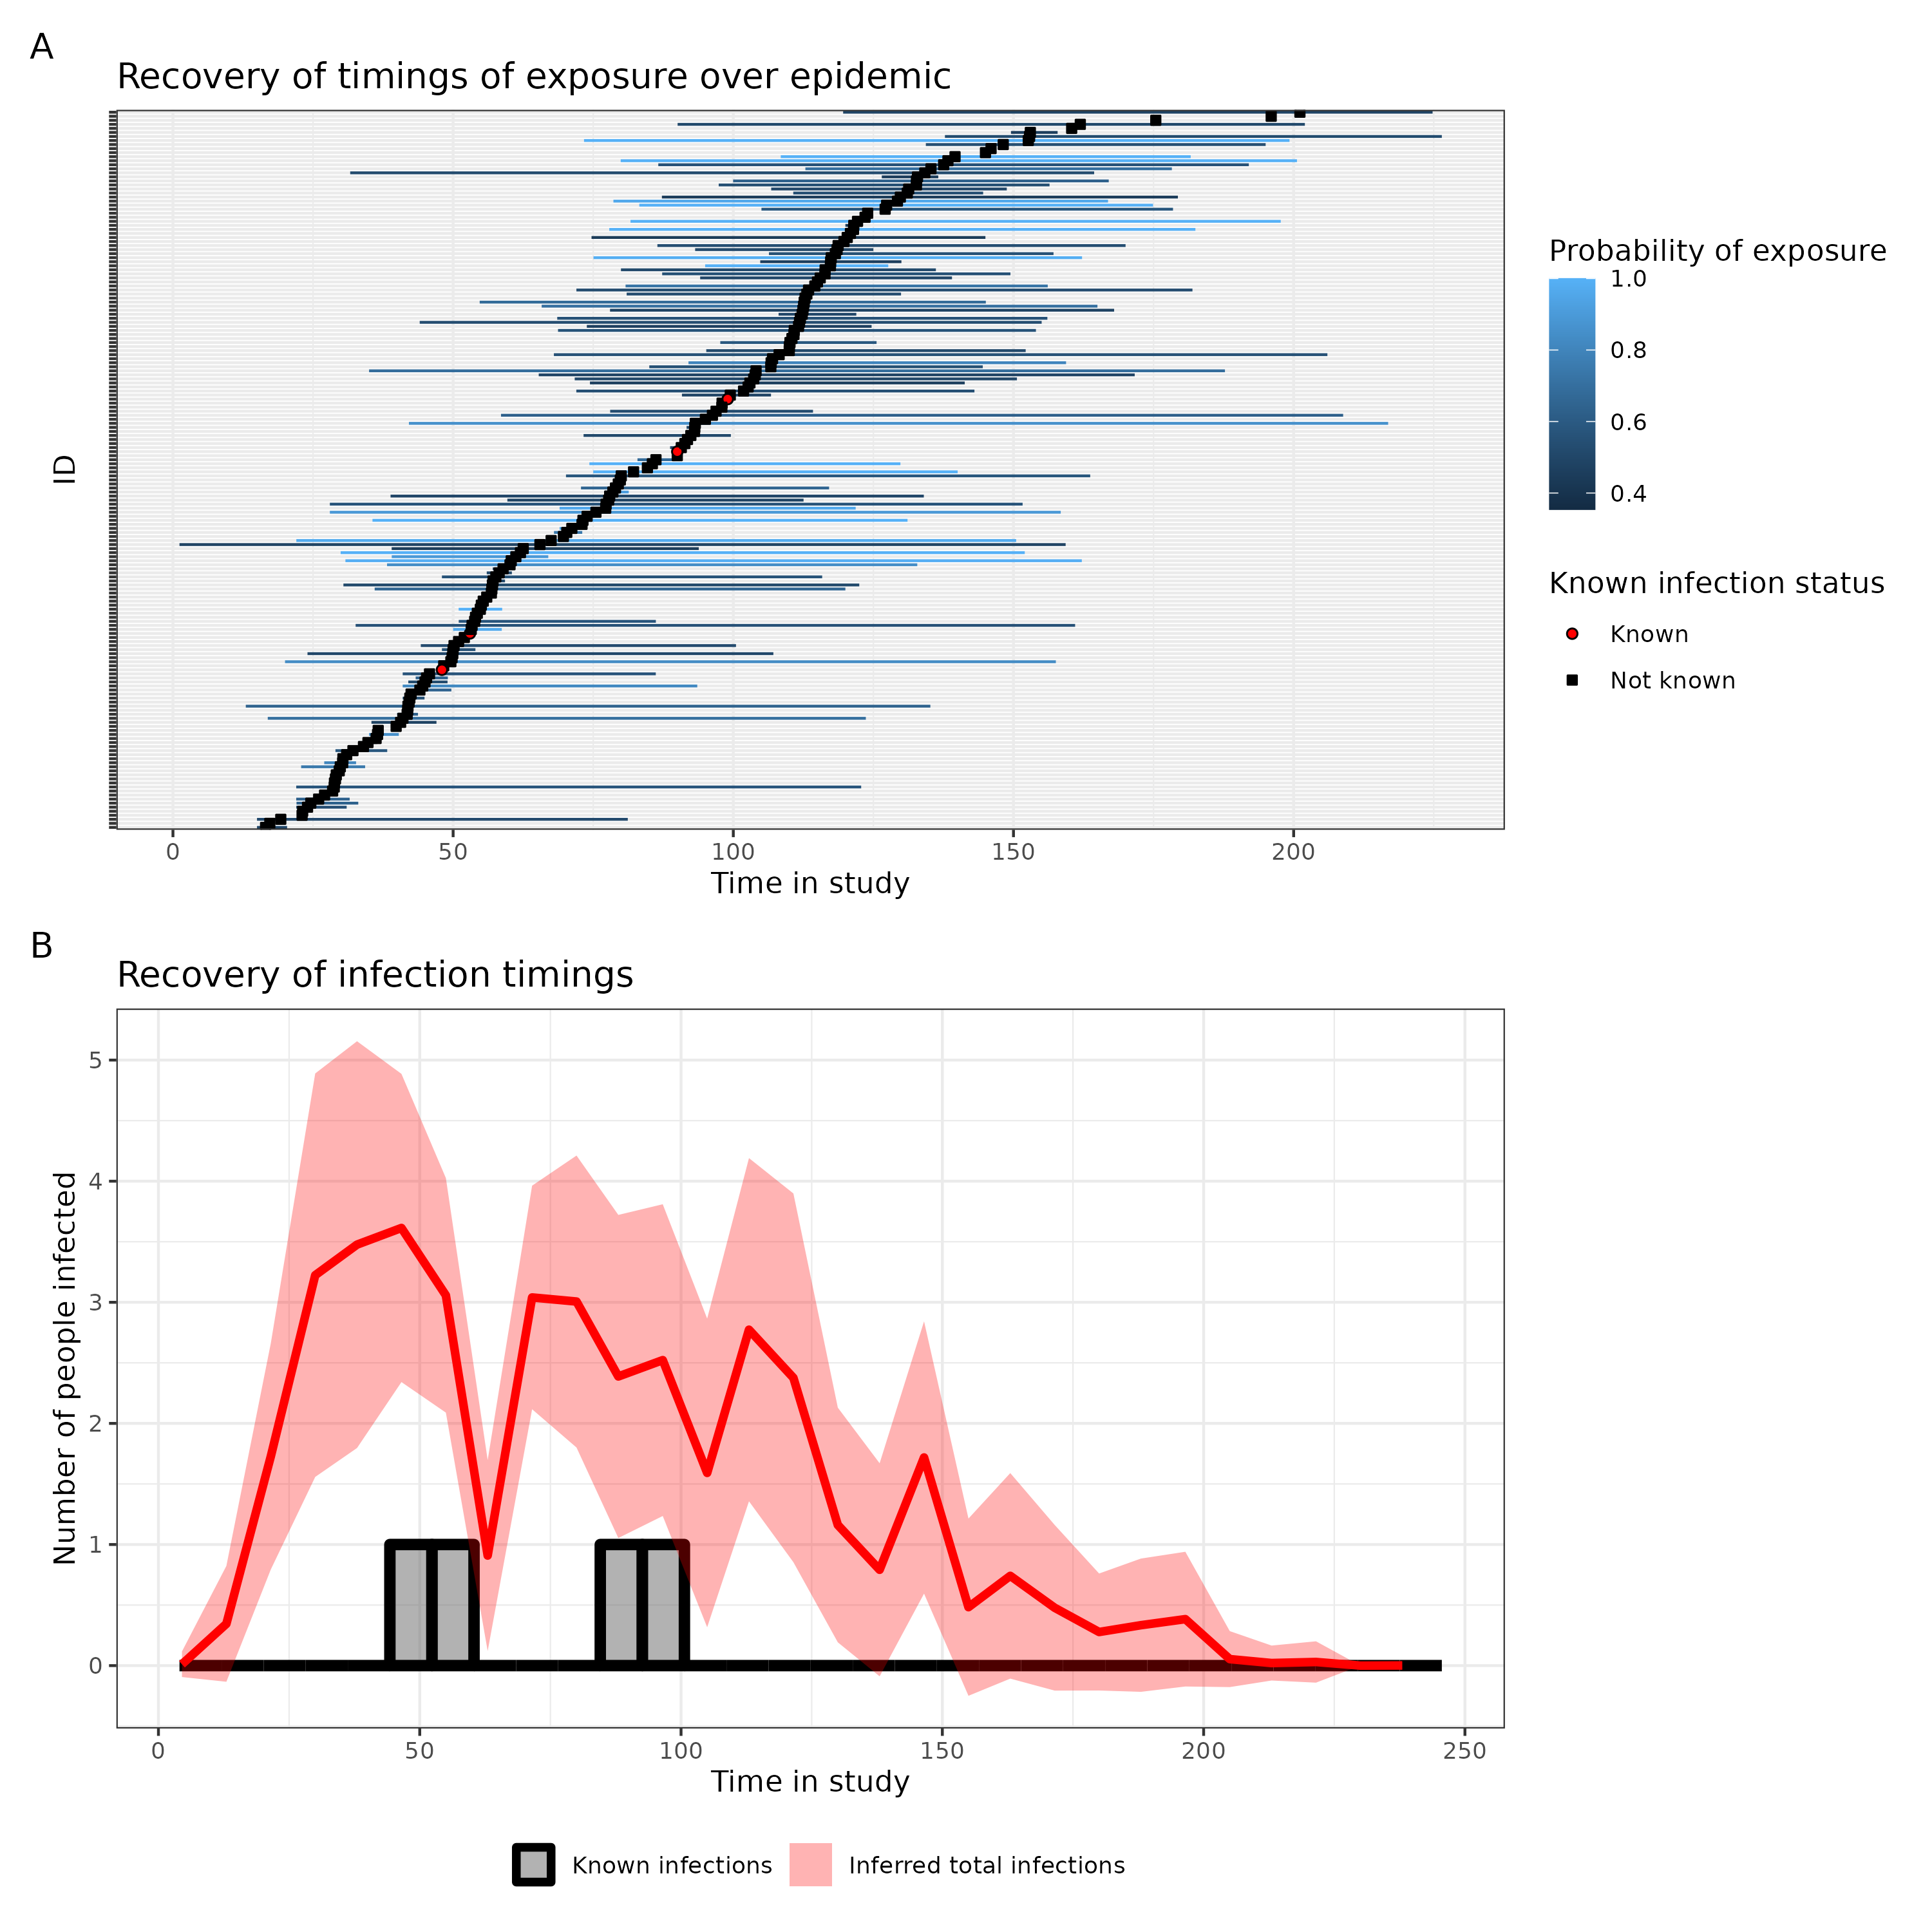 A
Recovery of timings of exposure over epidemic
ID
0 50 100 150 200
Time in study
Probability of exposure
1.0
0.8
0.6
0.4
Known infection status
Known
Not known
B
Recovery of infection timings
Number of people infected
5
4
3
2
1
0
0 50 100 150 200 250
Time in study
Known infections Inferred total infections